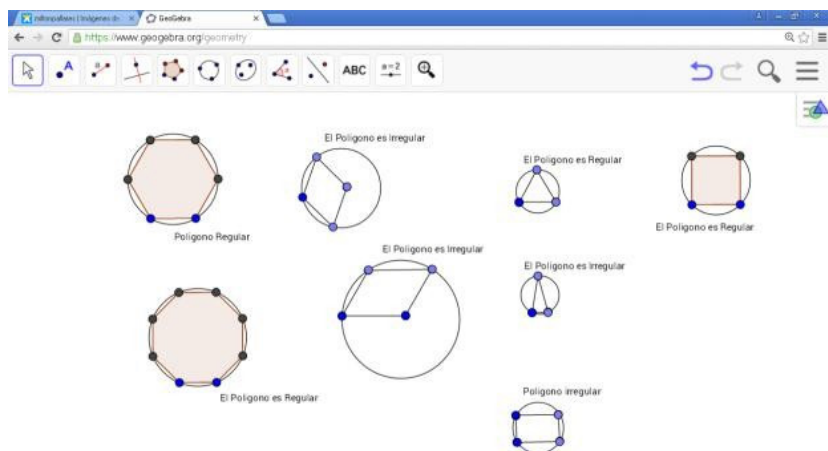 GeoGebra
https://www.geogebra.org/geometry
A
ABC
a=2
El Poligono es Irregular
El Poligono es Regular
El Poligono es Regular
Poligono Regular
El Poligono es Irregular
El Poligono es Irregular
El Poligono es Regular
Poligono irregular